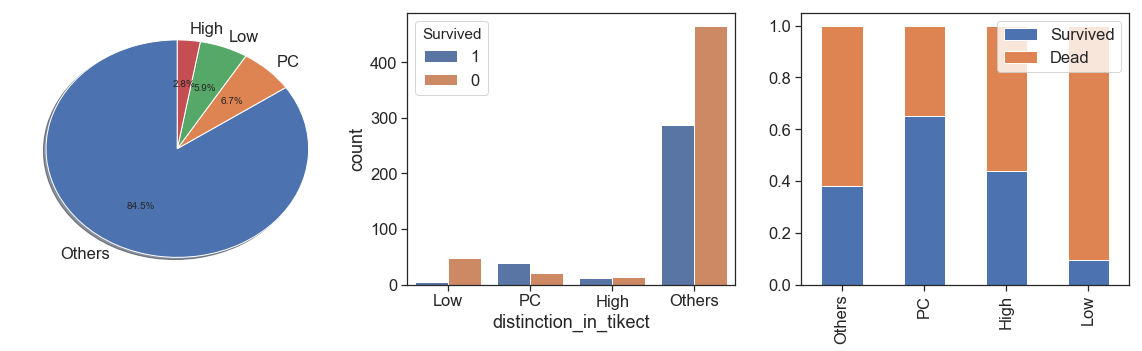 High
Low
PC
2.8%
5.9%
6.7%
84.5%
Others
Survived
1
0
400
300
200
100
0
count
Low PC High Others
distinction_in_tikect
1.0
0.8
0.6
0.4
0.2
0.0
Survived
Dead
Others
PC
High
Low